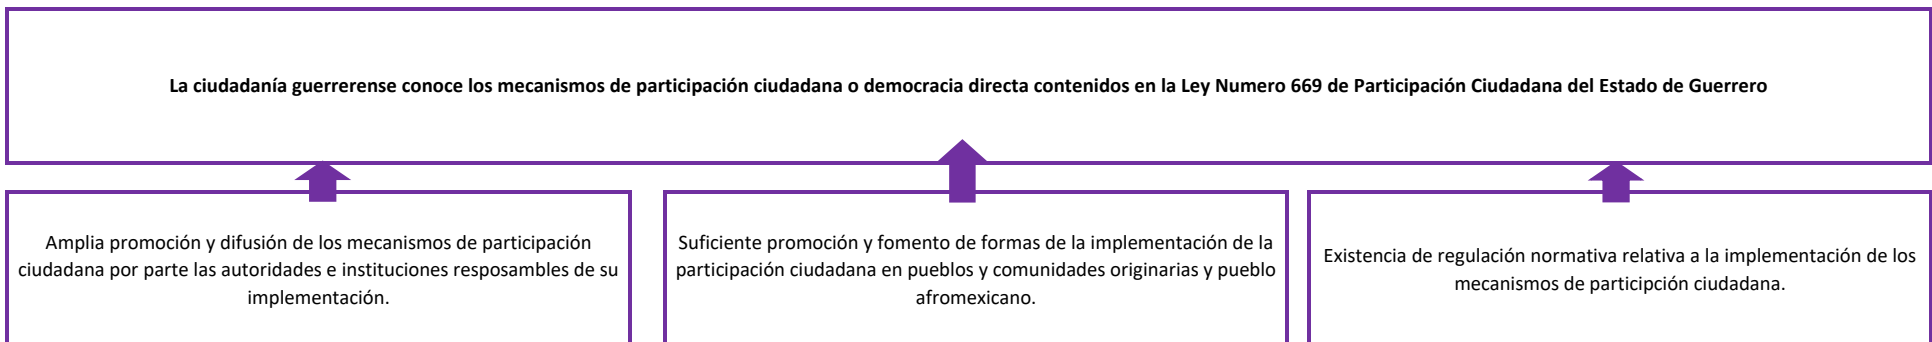 La ciudadanía guerrerense conoce los mecanismos de participación ciudadana o democracia directa contenidos en la Ley Numero 669 de Participación Ciudadana del Estado de Guerrero
Amplia promoción y difusión de los mecanismos de participación
ciudadana por parte las autoridades e instituciones resposambles de su
implementación.
Suficiente promoción y fomento de formas de la implementación de la
participación ciudadana en pueblos y comunidades originarias y pueblo
afromexicano.
Existencia de regulación normativa relativa a la implementación de los
mecanismos de participción ciudadana.